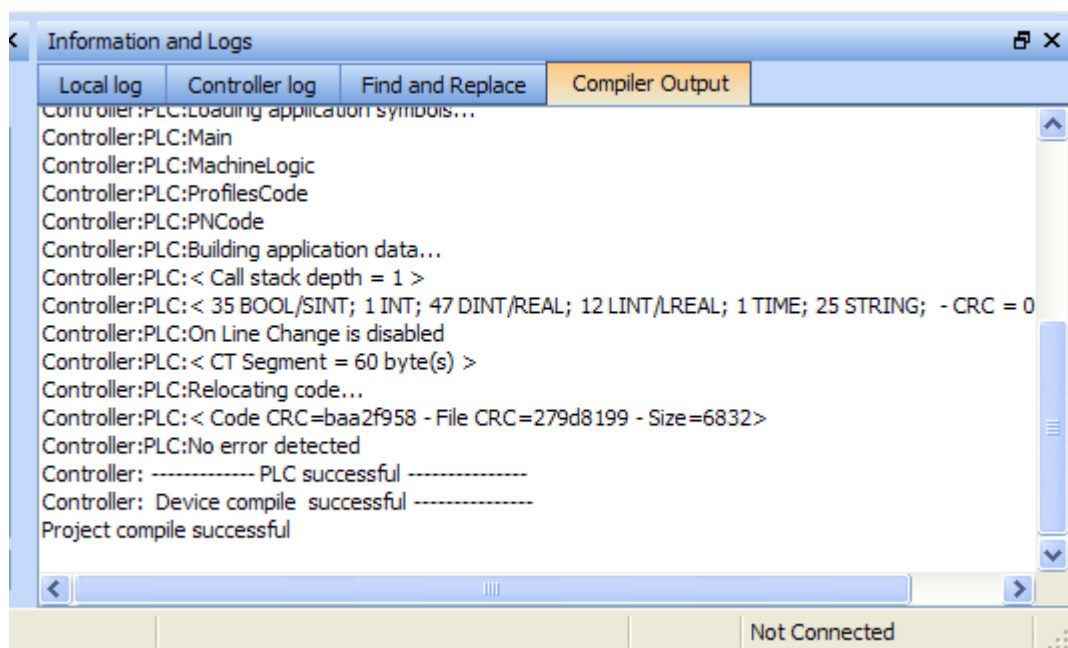 Information and Logs
Local log Controller log Find and Replace Compiler Output
Controller:PLC:Loading application symbols...
Controller:PLC:Main
Controller:PLC:MachineLogic
Controller:PLC:ProfilesCode
Controller:PLC:PNCode
Controller:PLC:Building application data...
Controller:PLC:< Call stack depth = 1 >
Controller:PLC:< 35 BOOL/SINT; 1 INT; 47 DINT/REAL; 12 LINT/LREAL; 1 TIME; 25 STRING;  - CRC = 0
Controller:PLC:On Line Change is disabled
Controller:PLC:< CT Segment = 60 byte(s) >
Controller:PLC:Relocating code...
Controller:PLC:< Code CRC=baa2f958 - File CRC=279d8199 - Size=6832>
Controller:PLC:No error detected
Controller: ------------- PLC successful ---------------
Controller:  Device compile  successful ---------------
Project compile successful
Not Connected